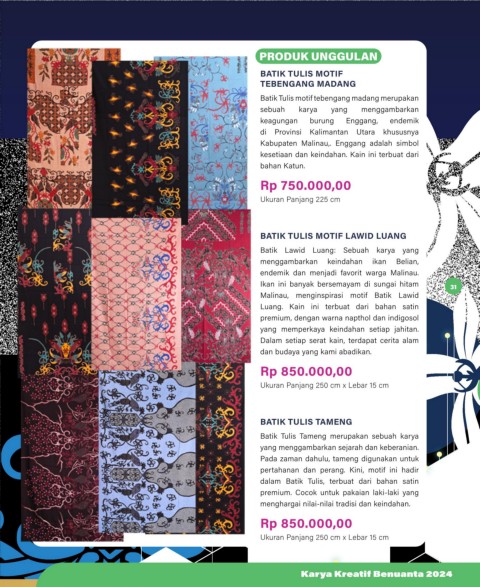 PRODUK UNGGULAN
BATIK TULIS MOTIF
TEBENGANG MADANG
Batik Tulis motif tebengang madang merupakan
sebuah karya yang menggambarkan
keagungan burung Enggang, endemik
di Provinsi Kalimantan Utara khususnya
Kabupaten Malinau,. Enggang adalah simbol
kesetiaan dan keindahan. Kain ini terbuat dari
bahan Katun.
Rp 750.000,00
Ukuran Panjang 225 cm
BATIK TULIS MOTIF LAWID LUANG
Batik Lawid Luang: Sebuah karya yang
menggambarkan keindahan ikan Belian,
endemik dan menjadi favorit warga Malinau.
Ikan ini banyak bersemayam di sungai hitam
Malinau, menginspirasi motif Batik Lawid
Luang. Kain ini terbuat dari bahan satin
premium, dengan warna napthol dan indigosol
yang memperkaya keindahan setiap jahitan.
Dalam setiap serat kain, terdapat cerita alam
dan budaya yang kami abadikan.
Rp 850.000,00
Ukuran Panjang 250 cm x Lebar 15 cm
31
BATIK TULIS TAMENG
Batik Tulis Tameng merupakan sebuah karya
yang menggambarkan sejarah dan keberanian.
Pada zaman dahulu, tameng digunakan untuk
pertahanan dan perang. Kini, motif ini hadir
dalam Batik Tulis, terbuat dari bahan satin
premium. Cocok untuk pakaian laki-laki yang
menghargai nilai-nilai tradisi dan keindahan.
Rp 850.000,00
Ukuran Panjang 250 cm x Lebar 15 cm
Karya Kreatif Benuanta 2024